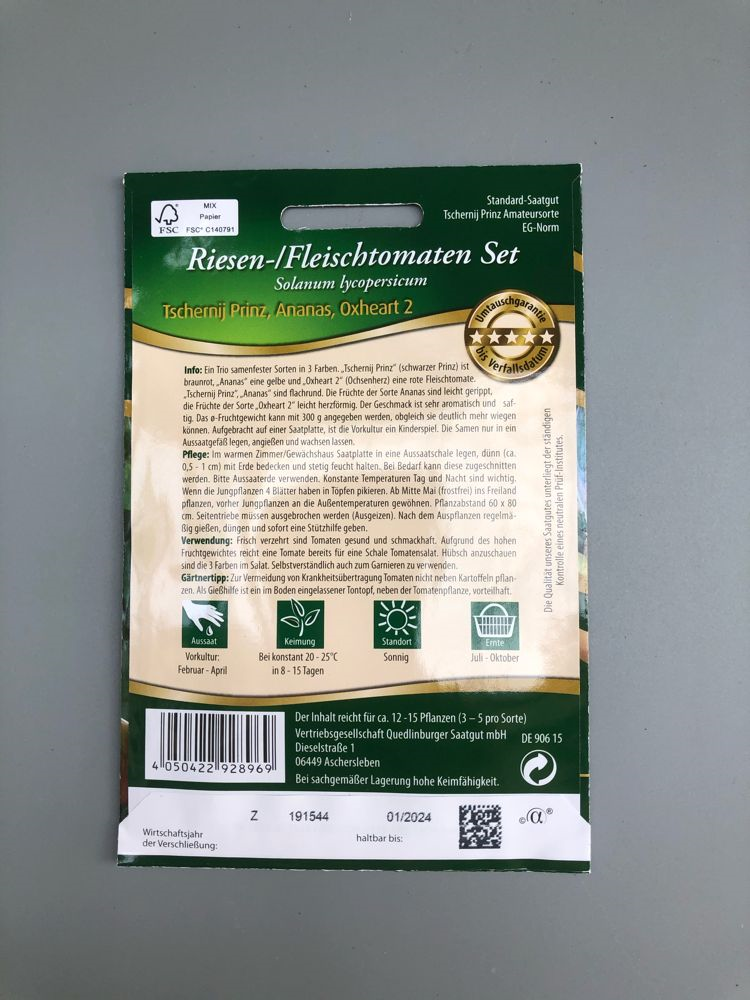 MIX
Papier
FSC® C140791
FSC
Standard-Saatgut
Tschernij Prinz Amateursorte
EG-Norm
Riesen-/Fleischtomaten Set
Solanum lycopersicum
Tschernij Prinz, Ananas, Oxheart 2
Umtauschgarantie
bis Verfallsdatum
Info: Ein Trio samenfester Sorten in 3 Farben. „Tschernij Prinz" (schwarzer Prinz) ist
braunrot, „Ananas" eine gelbe und „Oxheart 2" (Ochsenherz) eine rote Fleischtomate.
„Tschernij Prinz", „Ananas" sind flachrund. Die Früchte der Sorte Ananas sind leicht gerippt,
die Früchte der Sorte „Oxheart 2" leicht herzförmig. Der Geschmack ist sehr aromatisch und saf-
tig. Das ø-Fruchtgewicht kann mit 300 g angegeben werden, obgleich sie deutlich mehr wiegen
können. Aufgebracht auf einer Saatplatte, ist die Vorkultur ein Kinderspiel. Die Samen nur in ein
Aussaatgefäß legen, angießen und wachsen lassen.
Pflege: Im warmen Zimmer/Gewächshaus Saatplatte in eine Aussaatschale legen, dünn (ca.
0,5 - 1 cm) mit Erde bedecken und stetig feucht halten. Bei Bedarf kann diese zugeschnitten
werden. Bitte Aussaaterde verwenden. Konstante Temperaturen Tag und Nacht sind wichtig.
Wenn die Jungpflanzen 4 Blätter haben in Töpfen pikieren. Ab Mitte Mai (frostfrei) ins Freiland
pflanzen, vorher Jungpflanzen an die Außentemperaturen gewöhnen. Pflanzabstand 60 x 80
cm. Seitentriebe müssen ausgebrochen werden (Ausgeizen). Nach dem Auspflanzen regelmä-
ßig gießen, düngen und sofort eine Stützhilfe geben.
Verwendung: Frisch verzehrt sind Tomaten gesund und schmackhaft. Aufgrund des hohen
Fruchtgewichtes reicht eine Tomate bereits für eine Schale Tomatensalat. Hübsch anzuschauen
sind die 3 Farben im Salat. Selbstverständlich auch zum Garnieren zu verwenden.
Gärtnertipp: Zur Vermeidung von Krankheitsübertragung Tomaten nicht neben Kartoffeln pflan-
zen. Als Gießhilfe ist ein im Boden eingelassener Tontopf, neben der Tomatenpflanze, vorteilhaft.
Die Qualität unseres Saatgutes unterliegt der ständigen
Kontrolle eines neutralen Prüf-Institutes.
Aussaat
Vorkultur:
Februar - April
Keimung
Bei konstant 20 - 25°C
in 8 - 15 Tagen
Standort
Sonnig
Ernte
Juli - Oktober
4 050422 928969
Der Inhalt reicht für ca. 12 -15 Pflanzen (3 – 5 pro Sorte)
Vertriebsgesellschaft Quedlinburger Saatgut mbH
Dieselstraße 1
06449 Aschersleben
Bei sachgemäßer Lagerung hohe Keimfähigkeit.
DE 906 15
Z 191544 01/2024
©α®
Wirtschaftsjahr
der Verschließung:
haltbar bis: